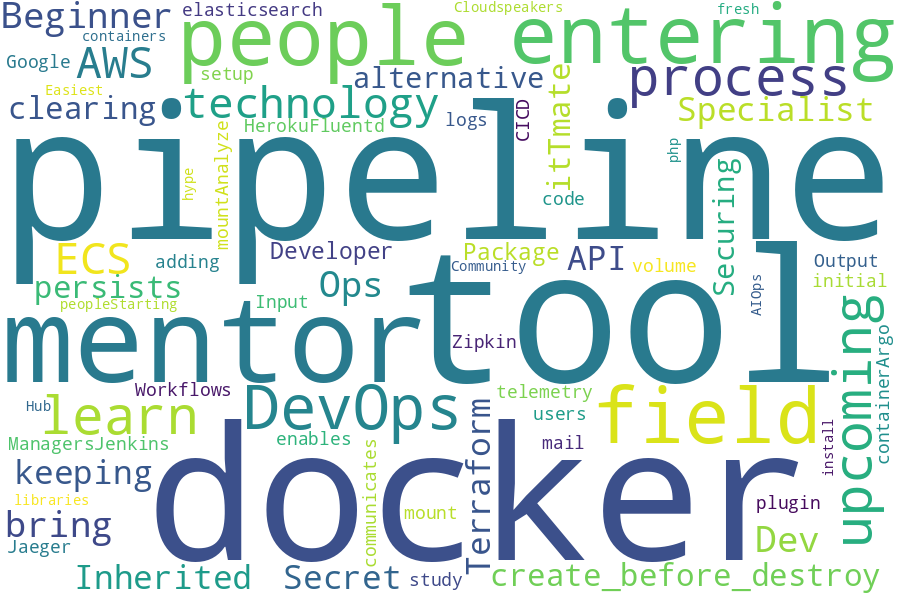 Beginner
elasticsearch
Cloudspeakers
fresh
containers
people
entering
Google
AWS
setup
alternative
process
Easiest
clearing
technology
itTmate
Specialist
HerokuFluentd
logs
CICD
pipeline
php
mountAnalyze
hype
code
Securing
ECS
adding
Developer
Package
API
volume
Output
Community
persists
Ops
initial
AIOps
peopleStarting
Input
mentor
tool
upcoming
Zipkin
containerArgo
Workflows
telemetry
Hub
learn
DevOps
users
field
Terraform
ManagersJenkins
enables
mail
install
keeping
communicates
docker
libraries
bring
mount
plugin
Jaeger
Dev
Inherited
Secret
study
create_before_destroy